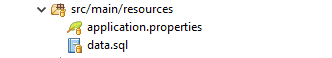 src/main/resources
application.properties
data.sql